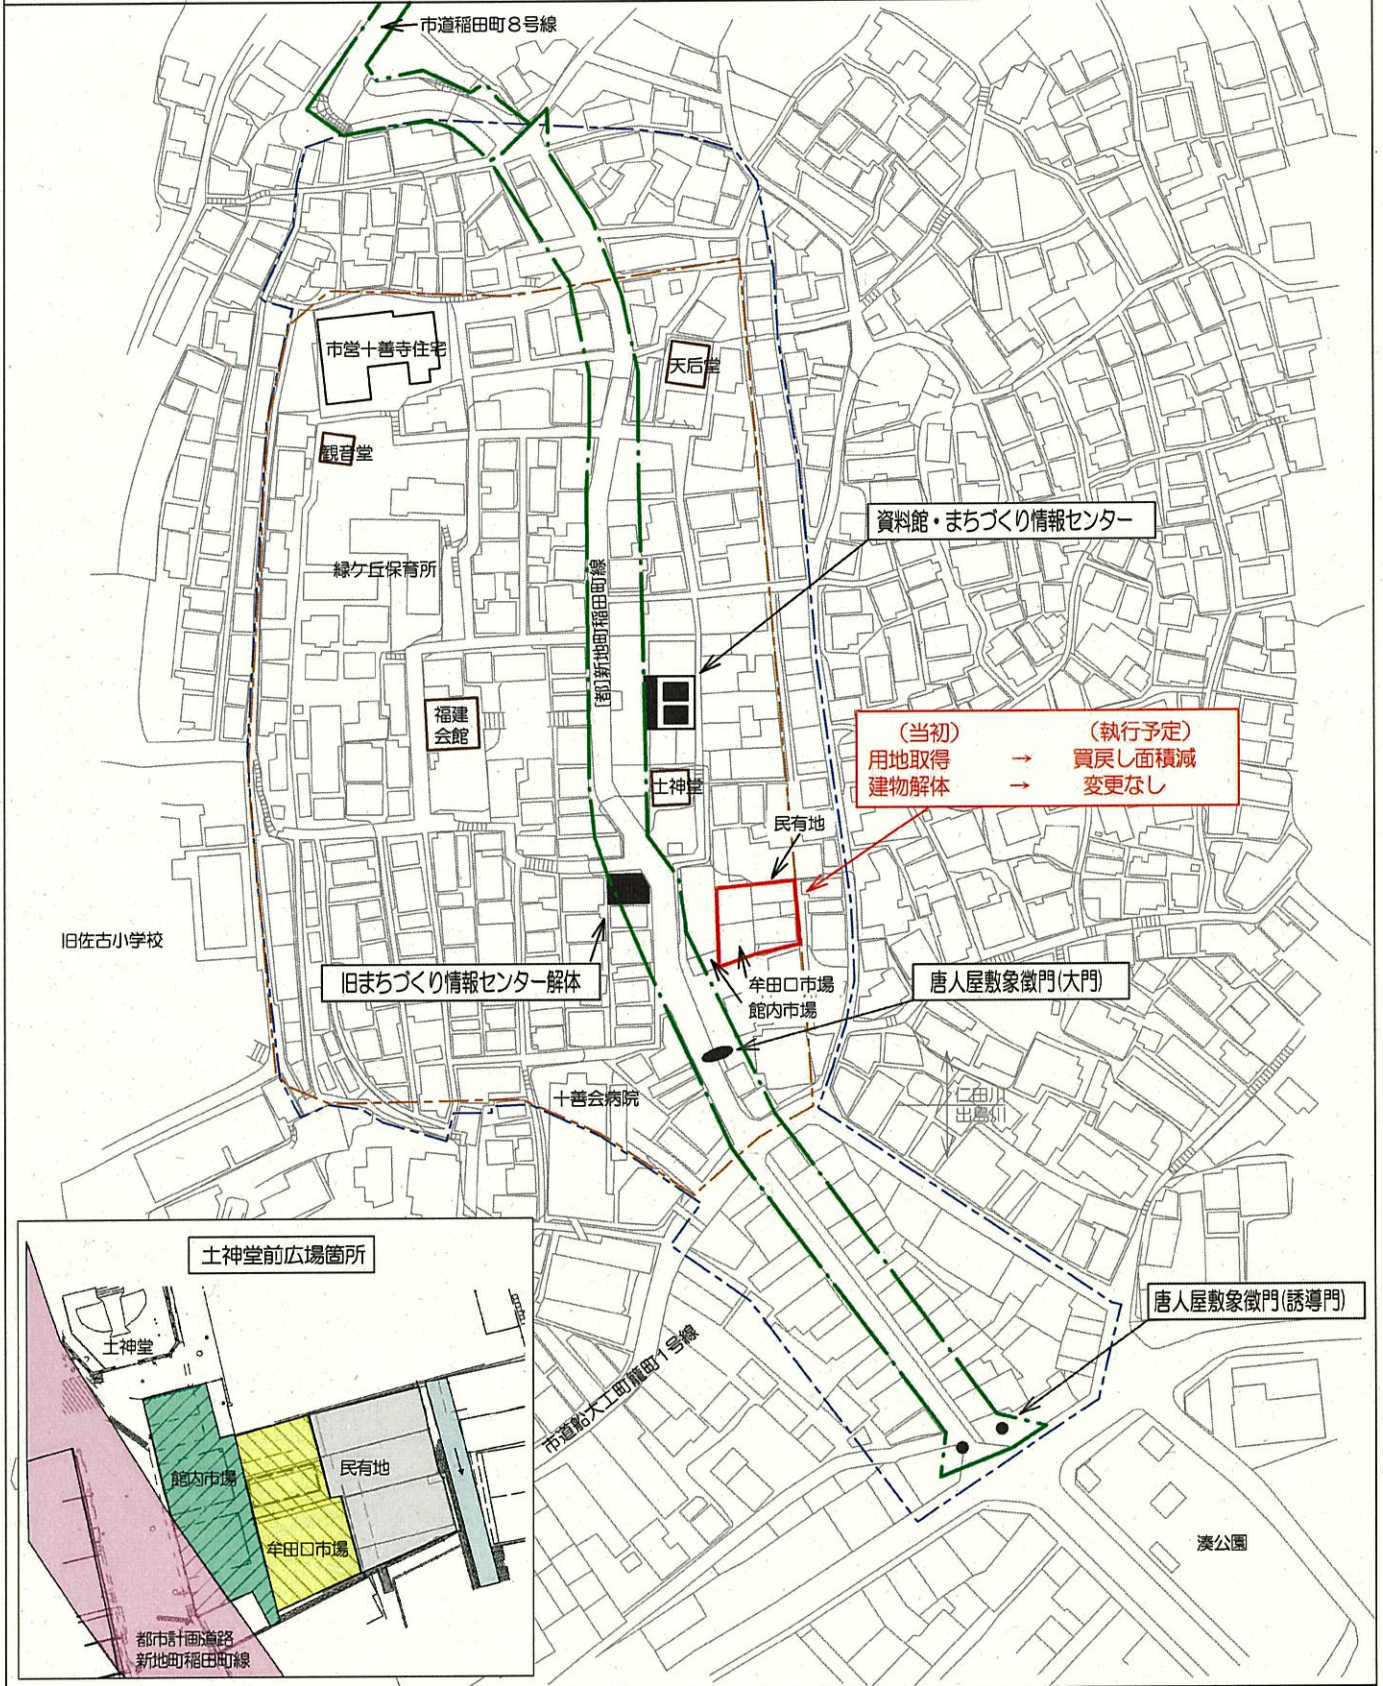 市道稲田町8号線
市営十善寺住宅
天后堂
観音堂
資料館・まちづくり情報センター
緑ケ丘保育所
[都]新地町稲田町線
福建
会館
(当初) (執行予定)
用地取得 → 買戻し面積減
建物解体 → 変更なし
土神堂
民有地
旧佐古小学校
旧まちづくり情報センター解体
牟田口市場
館内市場
唐人屋敷象徴門(大門)
十善会病院
仁田川
出島川
土神堂前広場箇所
唐人屋敷象徴門(誘導門)
土神堂
市道船大工町籠町1号線
館内市場
民有地
牟田口市場
湊公園
都市計画道路
新地町稲田町線